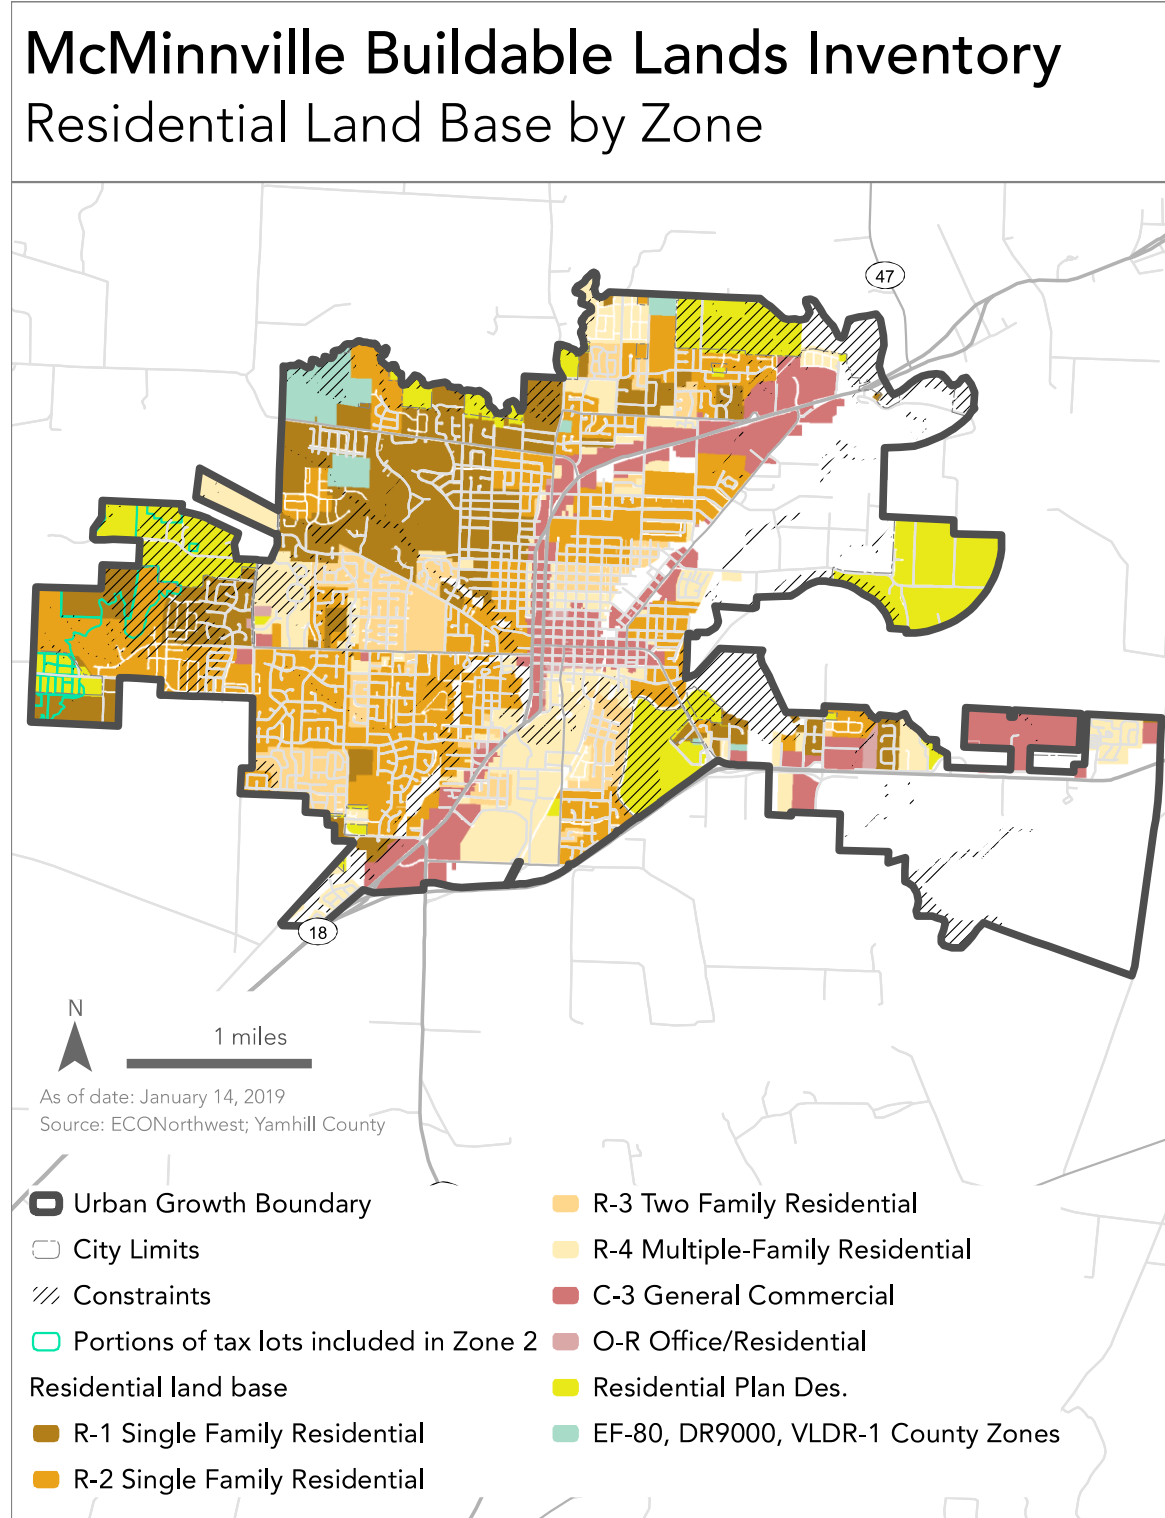 McMinnville Buildable Lands Inventory
Residential Land Base by Zone
47
18
N
1 miles
As of date: January 14, 2019
Source: ECONorthwest; Yamhill County
Urban Growth Boundary
City Limits
Constraints
Portions of tax lots included in Zone 2
Residential land base
R-1 Single Family Residential
R-2 Single Family Residential
R-3 Two Family Residential
R-4 Multiple-Family Residential
C-3 General Commercial
O-R Office/Residential
Residential Plan Des.
EF-80, DR9000, VLDR-1 County Zones